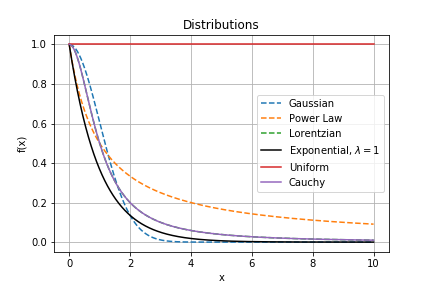 Distributions
1.0
0.8
0.6
0.4
0.2
0.0
f(x)
Gaussian
Power Law
Lorentzian
Exponential, λ = 1
Uniform
Cauchy
0 2 4 6 8 10
x